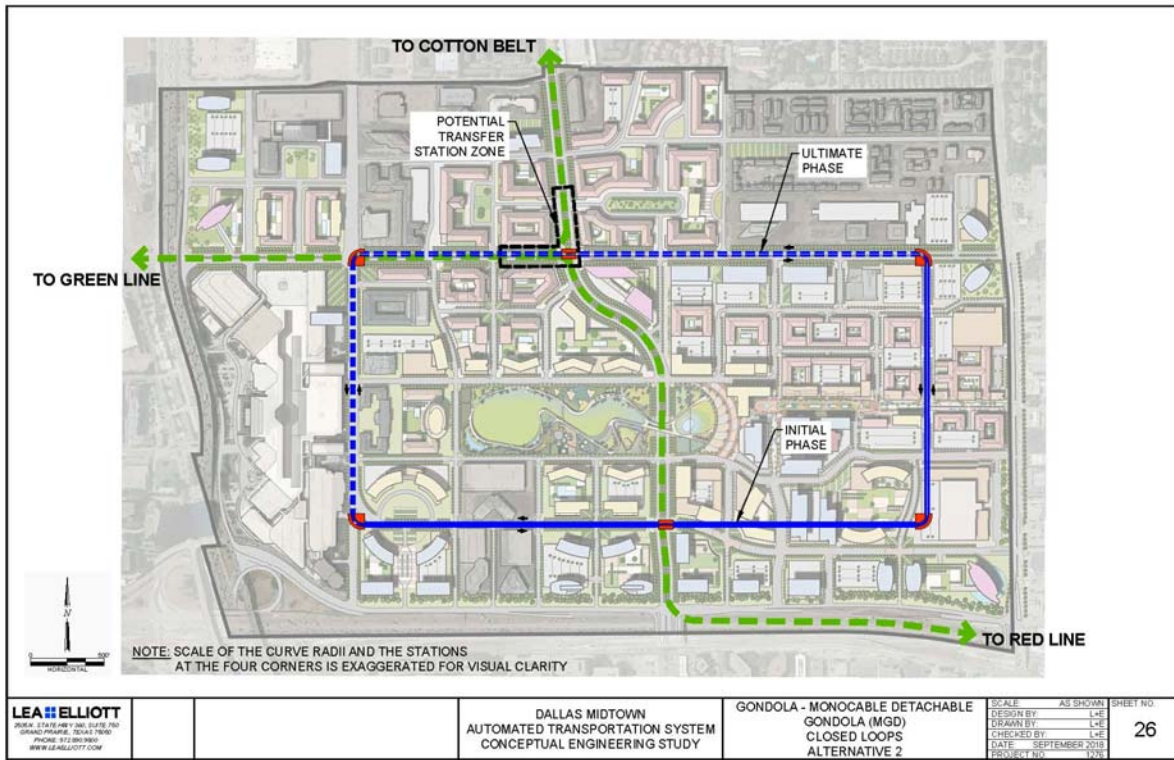 TO COTTON BELT
POTENTIAL
TRANSFER
STATION ZONE
ULTIMATE
PHASE
TO GREEN LINE
INITIAL
PHASE
TO RED LINE
N
0 500'
HORIZONTAL
NOTE: SCALE OF THE CURVE RADII AND THE STATIONS
AT THE FOUR CORNERS IS EXAGGERATED FOR VISUAL CLARITY
LEA ELLIOTT
GRAND PRAIRIE, TEXAS
WWW.LEAELLIOTT.COM
DALLAS MIDTOWN
AUTOMATED TRANSPORTATION SYSTEM
CONCEPTUAL ENGINEERING STUDY
GONDOLA - MONOCABLE DETACHABLE
GONDOLA (MGD)
CLOSED LOOPS
ALTERNATIVE 2
SCALE: AS SHOWN
DESIGN BY: L+E
DRAWN BY: L+E
CHECKED BY: L+E
DATE: SEPTEMBER 2018
PROJECT NO. 1276
SHEET NO.
26